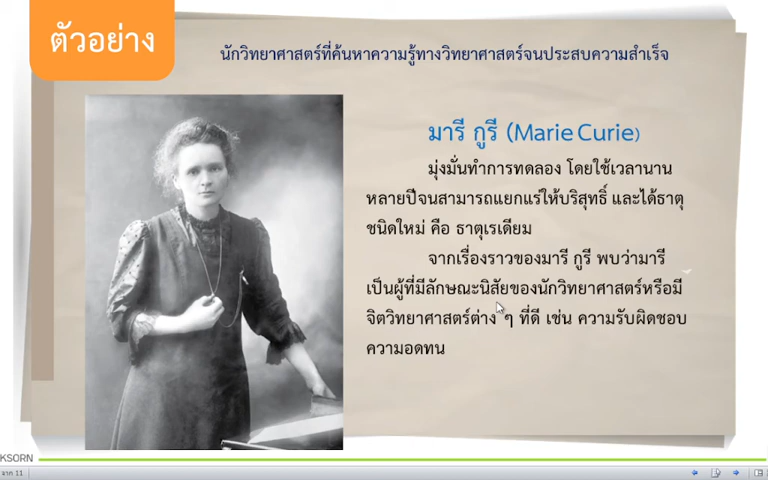 ตัวอย่าง
นักวิทยาศาสตร์ที่ค้นหาความรู้ทางวิทยาศาสตร์จนประสบความสำเร็จ
มารี กูรี (Marie Curie)
มุ่งมั่นทำการทดลอง โดยใช้เวลานาน
หลายปีจนสามารถแยกแร่ให้บริสุทธิ์ และได้ธาตุ
ชนิดใหม่ คือ ธาตุเรเดียม
จากเรื่องราวของมารี กูรี พบว่ามารี
เป็นผู้ที่มีลักษณะนิสัยของนักวิทยาศาสตร์หรือมี
จิตวิทยาศาสตร์ต่าง ๆ ที่ดี เช่น ความรับผิดชอบ
ความอดทน
KSORN
จาก 11